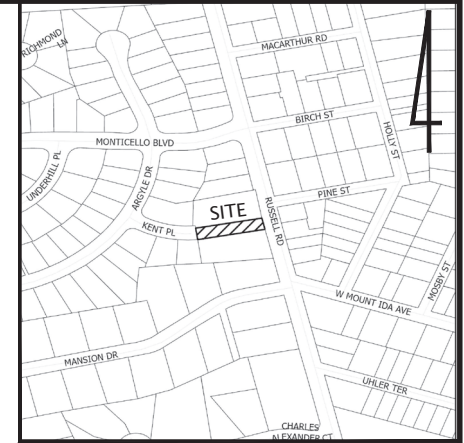 RICHMOND
LN
MACARTHUR RD
BIRCH ST
HOLLY ST
MONTICELLO BLVD
UNDERHILL PL
ARGYLE DR
PINE ST
SITE
RUSSELL RD
KENT PL
MOSBY ST
W MOUNT IDA AVE
MANSION DR
UHLER TER
CHARLES
ALEXANDER CT